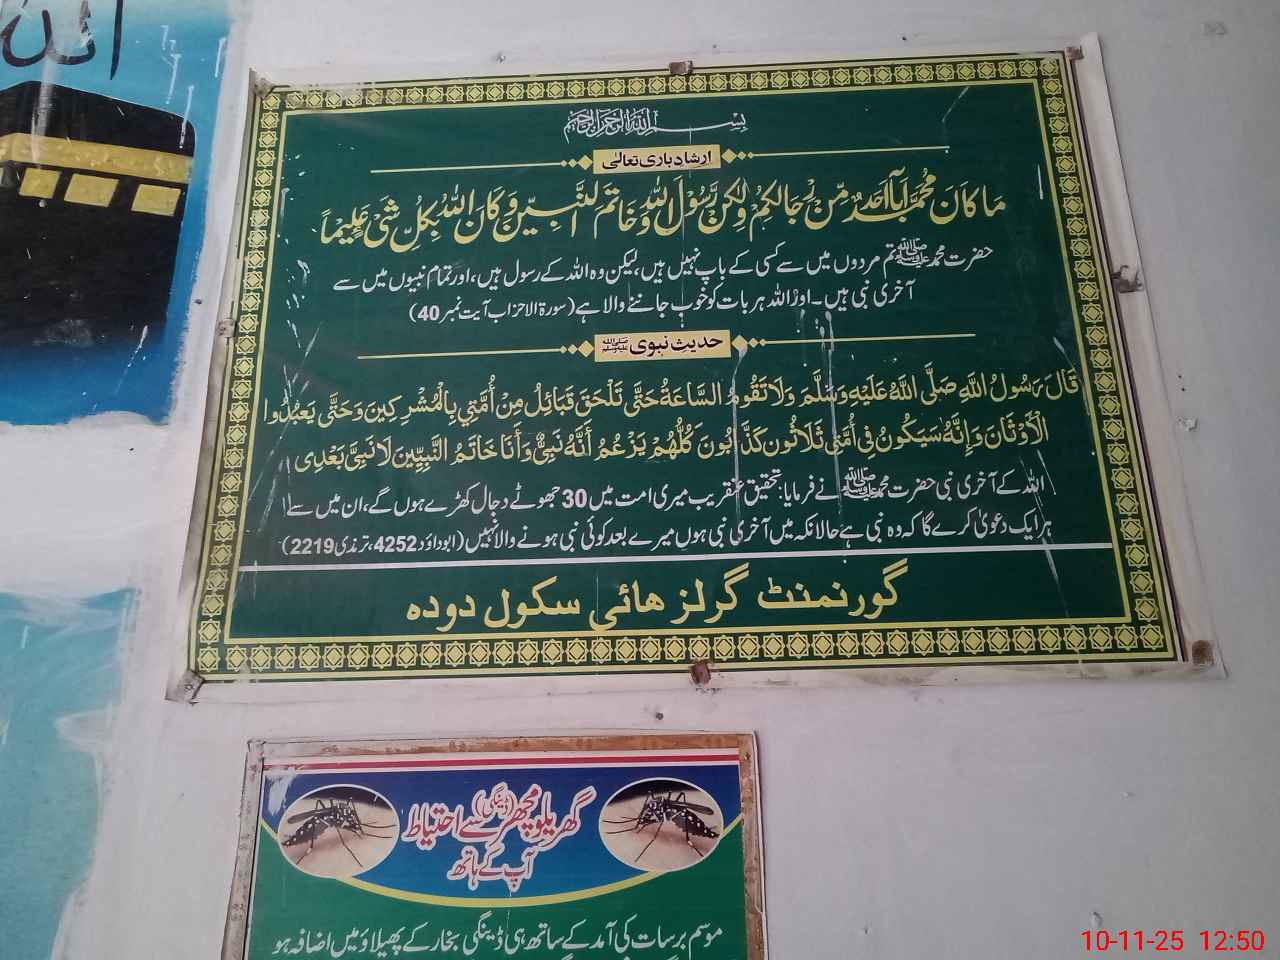 اللہ
بسم الله الرحمن الرحيم
ارشاد باری تعالیٰ
مَا كَانَ مُحَمَّدٌ أَبَا أَحَدٍ مِّنْ رِّجَالِكُمْ وَلٰكِنْ رَّسُولَ اللّٰهِ وَخَاتَمَ النَّبِيِّنَ وَكَانَ اللّٰهُ بِكُلِّ شَيْءٍ عَلِيْمًا
حضرت محمد ﷺ تم مردوں میں سے کسی کے باپ نہیں ہیں، لیکن وہ اللہ کے رسول ہیں، اور تمام نبیوں میں سے
آخری نبی ہیں۔ اور اللہ ہر بات کو خوب جاننے والا ہے (سورۃ الاحزاب آیت نمبر 40)
حدیث نبوی ﷺ
قَالَ رَسُولُ اللَّهِ صَلَّى اللَّهُ عَلَيْهِ وَسَلَّمَ وَلَا تَقُومُ السَّاعَةُ حَتَّى تَلْحَقَ قَبَائِلُ مِنْ أُمَّتِي بِالْمُشْرِكِينَ وَحَتَّى يَعْبُدُوا
الْأَوْثَانَ وَإِنَّهُ سَيَكُونُ فِي أُمَّتِي ثَلَاثُونَ كَذَّابُونَ كُلُّهُمْ يَزْعُمُ أَنَّهُ نَبِيٌّ وَأَنَا خَاتَمُ النَّبِيِّينَ لَا نَبِيَّ بَعْدِي
اللہ کے آخری نبی حضرت محمد ﷺ نے فرمایا: تحقیق عنقریب میری امت میں 30 جھوٹے دجال کھڑے ہوں گے، ان میں سے
ہر ایک دعویٰ کرے گا کہ وہ نبی ہے حالانکہ میں آخری نبی ہوں میرے بعد کوئی نبی ہونے والا نہیں (ابوداؤد 4252، ترمذی 2219)
گورنمنٹ گرلز ھائی سکول دودہ
گھریلو مچھر (ڈینگی) سے احتیاط
آپ کے ہاتھ
موسم برسات کی آمد کے ساتھ ہی ڈینگی بخار کے پھیلاؤ میں اضافہ ہو
10-11-25 12:50